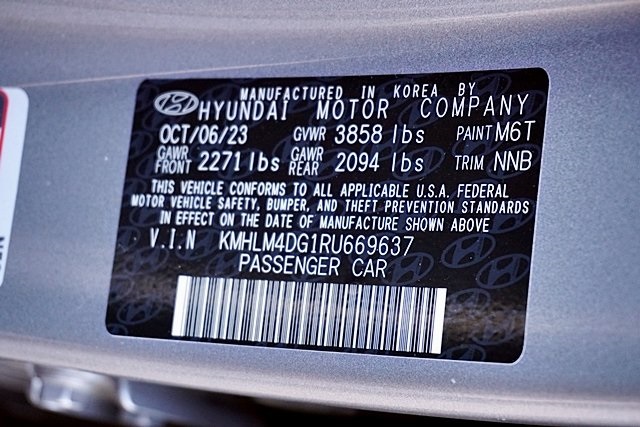 MANUFACTURED IN KOREA BY
HYUNDAI MOTOR COMPANY
OCT/06/23 GVWR 3858 lbs PAINT M6T
GAWR FRONT 2271 lbs GAWR REAR 2094 lbs TRIM NNB
THIS VEHICLE CONFORMS TO ALL APPLICABLE U.S.A. FEDERAL
MOTOR VEHICLE SAFETY, BUMPER, AND THEFT PREVENTION STANDARDS
IN EFFECT ON THE DATE OF MANUFACTURE SHOWN ABOVE
V.I.N KMHLM4DG1RU669637
PASSENGER CAR